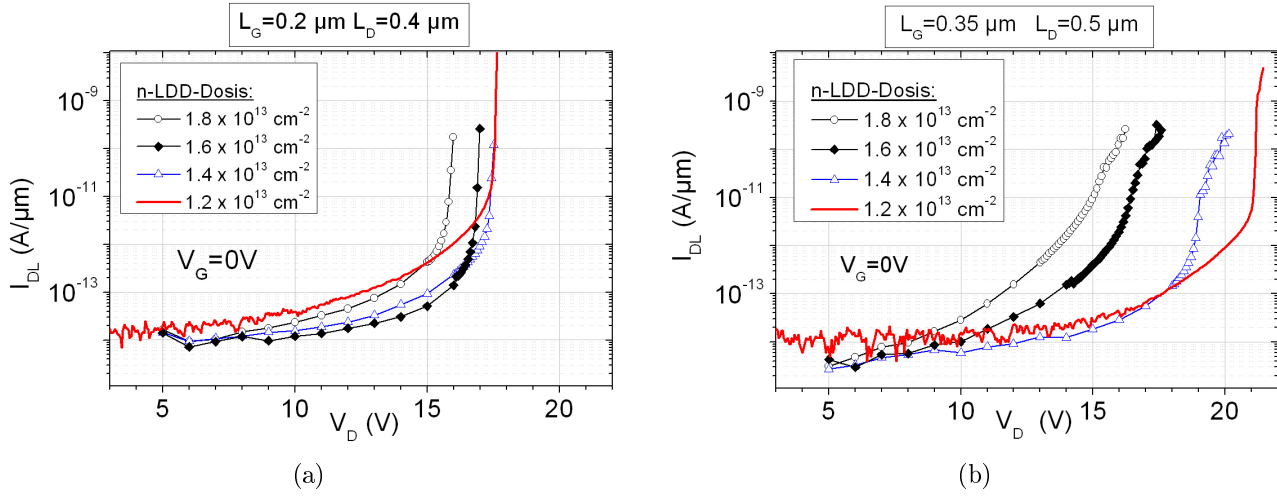 L_G=0.2 µm L_D=0.4 µm
I_DL (A/µm)
10^-9
10^-11
10^-13
n-LDD-Dosis:
1.8 x 10^13 cm^-2
1.6 x 10^13 cm^-2
1.4 x 10^13 cm^-2
1.2 x 10^13 cm^-2
V_G=0V
5 10 15 20
V_D (V)
(a)
L_G=0.35 µm L_D=0.5 µm
I_DL (A/µm)
10^-9
10^-11
10^-13
n-LDD-Dosis:
1.8 x 10^13 cm^-2
1.6 x 10^13 cm^-2
1.4 x 10^13 cm^-2
1.2 x 10^13 cm^-2
V_G=0V
5 10 15 20
V_D (V)
(b)